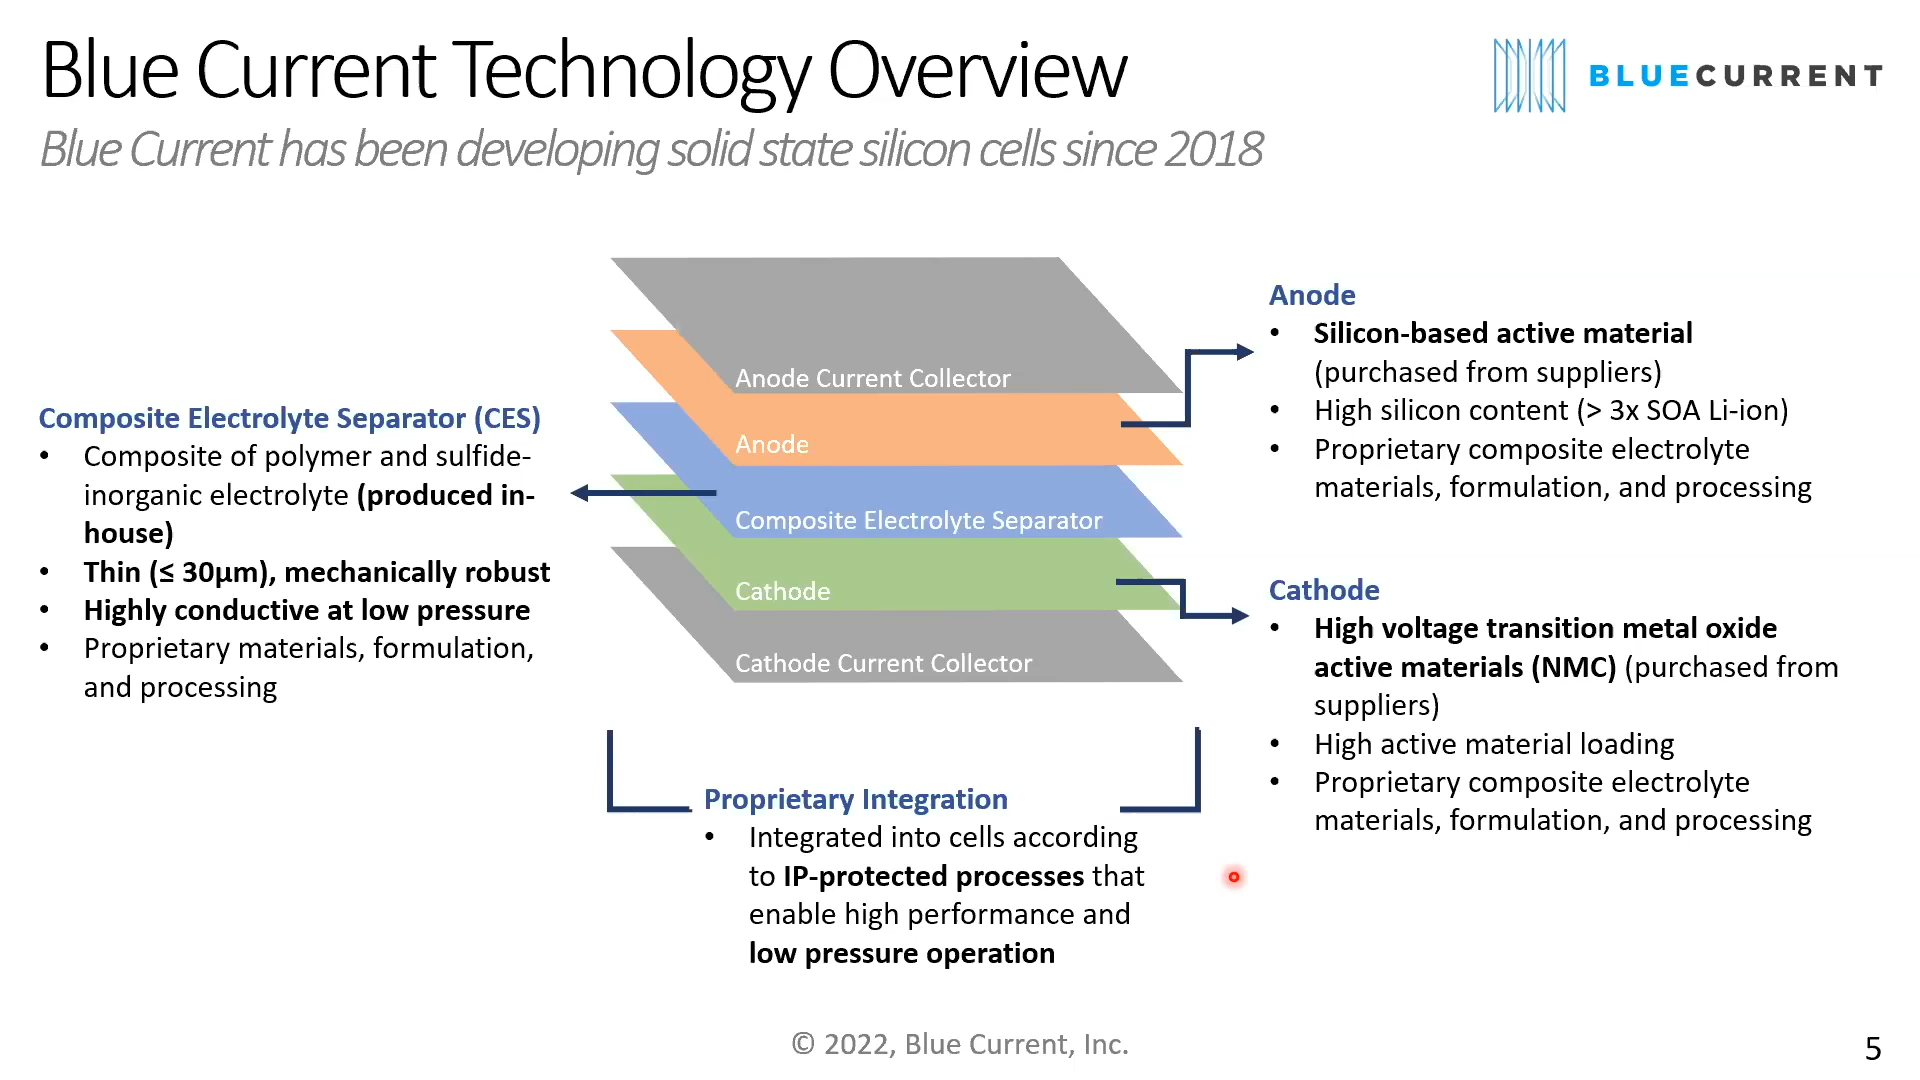 Blue Current Technology Overview
BLUECURRENT
Blue Current has been developing solid state silicon cells since 2018
Anode Current Collector
Anode
Composite Electrolyte Separator
Cathode
Cathode Current Collector
Composite Electrolyte Separator (CES)
• Composite of polymer and sulfide-
inorganic electrolyte (produced in-
house)
• Thin (≤ 30µm), mechanically robust
• Highly conductive at low pressure
• Proprietary materials, formulation,
and processing
Anode
• Silicon-based active material
(purchased from suppliers)
• High silicon content (> 3x SOA Li-ion)
• Proprietary composite electrolyte
materials, formulation, and processing
Cathode
• High voltage transition metal oxide
active materials (NMC) (purchased from
suppliers)
• High active material loading
• Proprietary composite electrolyte
materials, formulation, and processing
Proprietary Integration
• Integrated into cells according
to IP-protected processes that
enable high performance and
low pressure operation
© 2022, Blue Current, Inc.
5